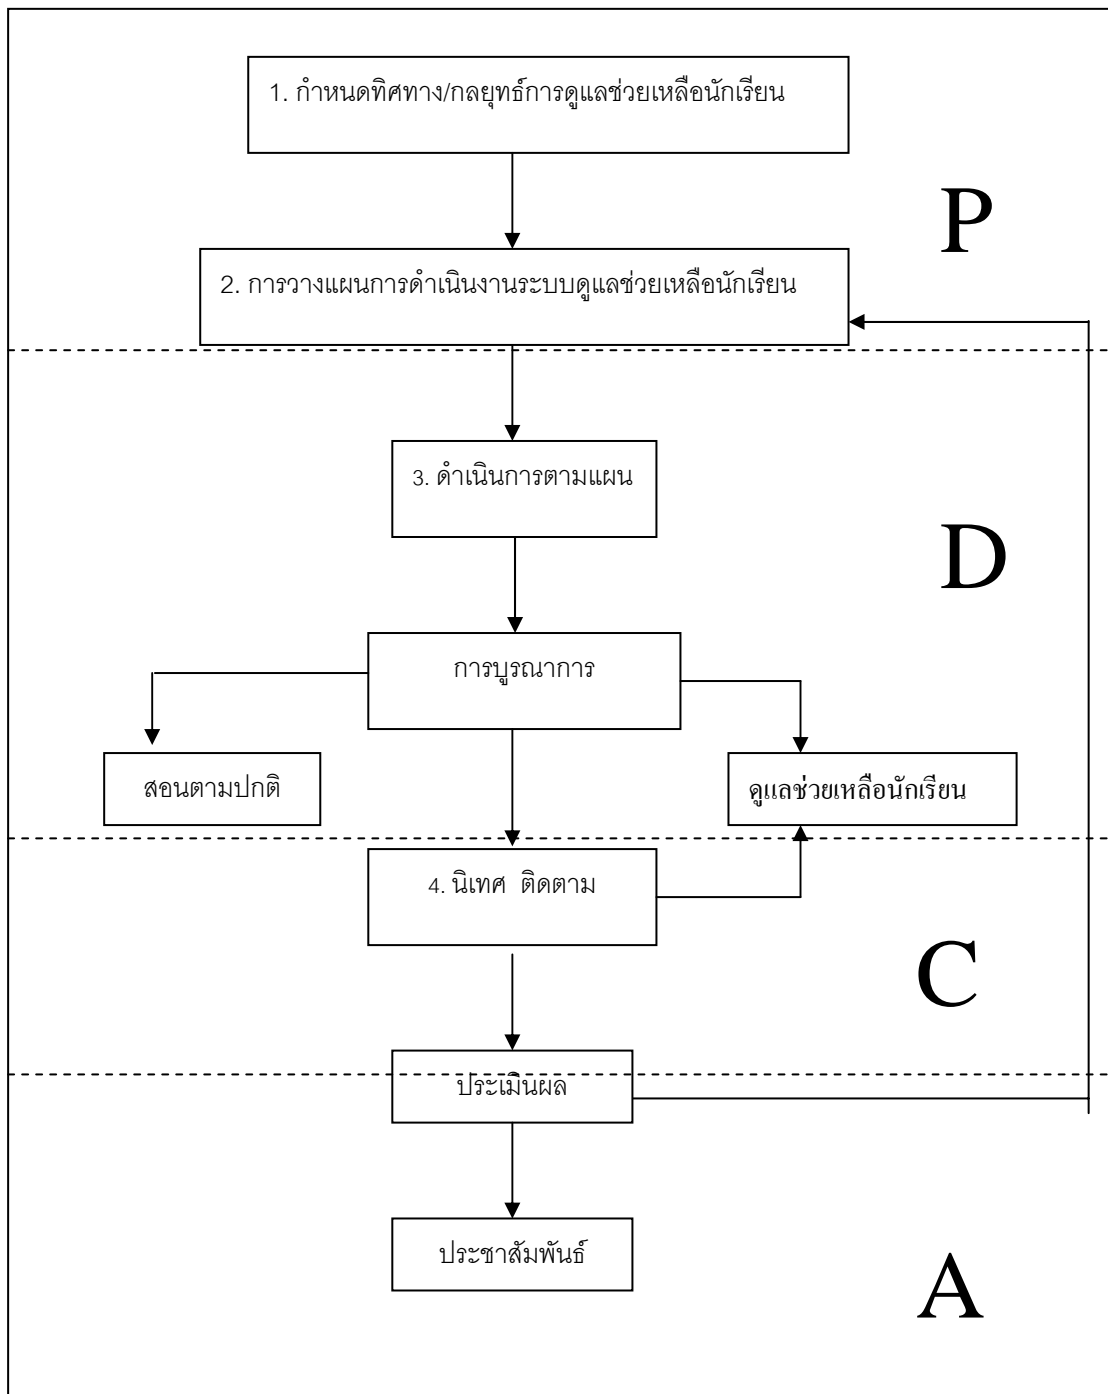 1. กำหนดทิศทาง/กลยุทธ์การดูแลช่วยเหลือนักเรียน
P
2. การวางแผนการดำเนินงานระบบดูแลช่วยเหลือนักเรียน
3. ดำเนินการตามแผน
D
การบูรณาการ
สอนตามปกติ
ดูแลช่วยเหลือนักเรียน
4. นิเทศ ติดตาม
C
ประเมินผล
ประชาสัมพันธ์
A